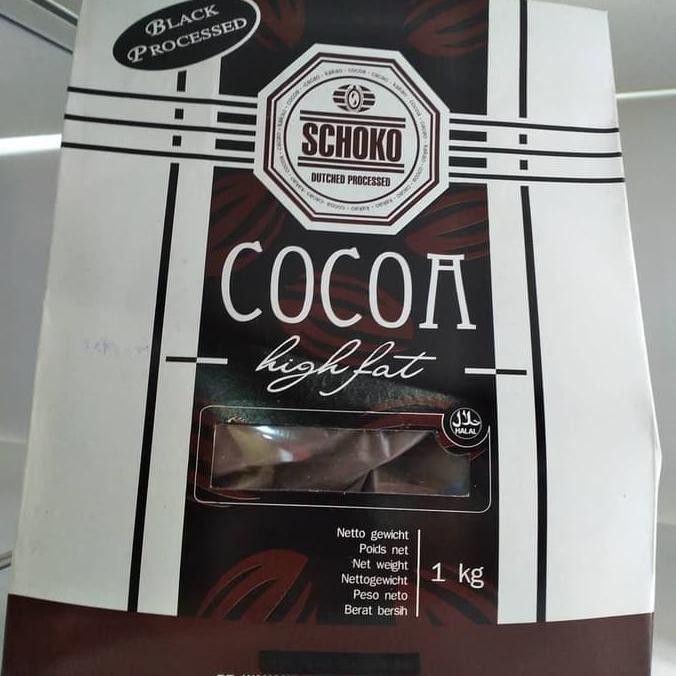 BLACK
PROCESSED
SCHOKO
DUTCHED PROCESSED
COCOA
high fat
حلال
HALAL
Netto gewicht
Poids net
Net weight
Nettogewicht
Peso neto
Berat bersih
1 kg